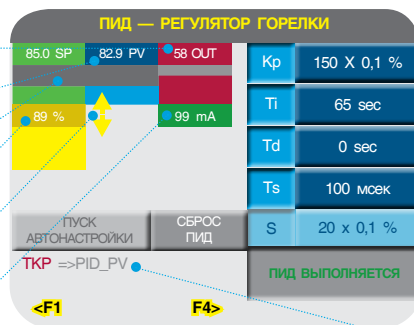 ПИД — РЕГУЛЯТОР ГОРЕЛКИ
85.0 SP 82.9 PV 58 OUT
Kp 150 X 0,1 %
Ti 65 sec
89 % 99 mA
Td 0 sec
Ts 100 мсек
S 20 x 0,1 %
ПУСК АВТОНАСТРОЙКИ
СБРОС ПИД
TKP =>PID_PV
ПИД ВЫПОЛНЯЕТСЯ
<F1 F4>